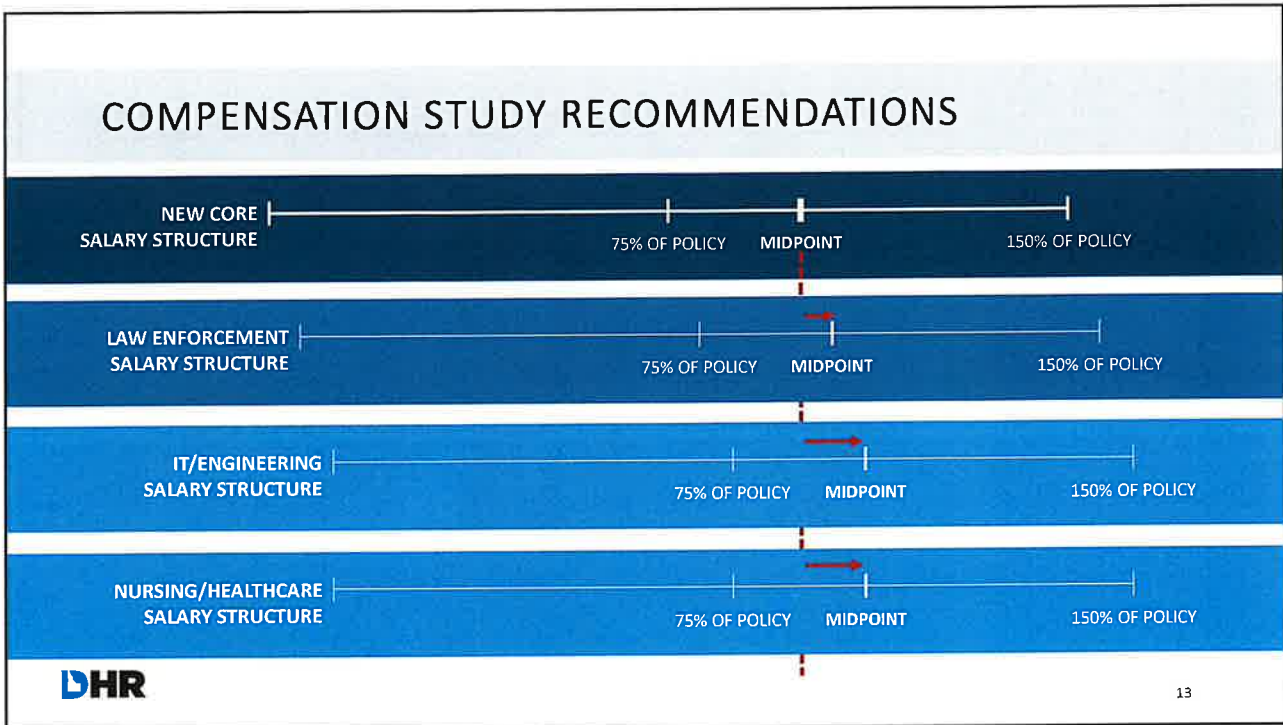 COMPENSATION STUDY RECOMMENDATIONS
NEW CORE
SALARY STRUCTURE
75% OF POLICY
MIDPOINT
150% OF POLICY
LAW ENFORCEMENT
SALARY STRUCTURE
75% OF POLICY
MIDPOINT
150% OF POLICY
IT/ENGINEERING
SALARY STRUCTURE
75% OF POLICY
MIDPOINT
150% OF POLICY
NURSING/HEALTHCARE
SALARY STRUCTURE
75% OF POLICY
MIDPOINT
150% OF POLICY
DHR
13